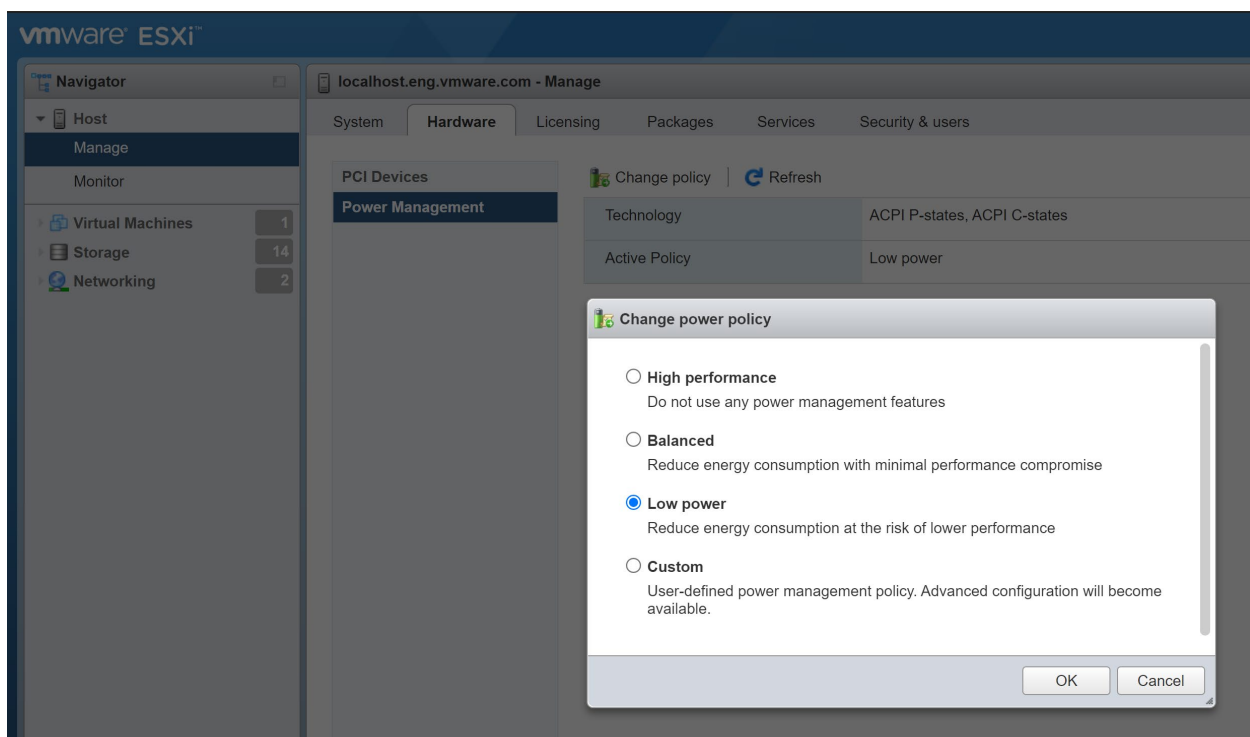 vmware ESXi™
Navigator
localhost.eng.vmware.com - Manage
Host
Manage
Monitor
Virtual Machines 1
Storage 14
Networking 2
System Hardware Licensing Packages Services Security & users
PCI Devices
Power Management
Change policy Refresh
Technology ACPI P-states, ACPI C-states
Active Policy Low power
Change power policy
High performance
Do not use any power management features
Balanced
Reduce energy consumption with minimal performance compromise
Low power
Reduce energy consumption at the risk of lower performance
Custom
User-defined power management policy. Advanced configuration will become
available.
OK Cancel